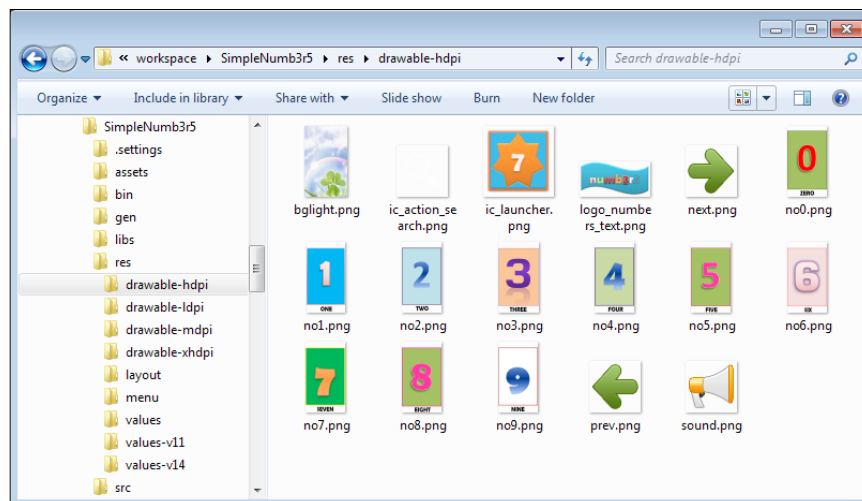 « workspace ▸ SimpleNumb3r5 ▸ res ▸ drawable-hdpi
Search drawable-hdpi
Organize Include in library Share with Slide show Burn New folder
SimpleNumb3r5
.settings
assets
bin
gen
libs
res
drawable-hdpi
drawable-ldpi
drawable-mdpi
drawable-xhdpi
layout
menu
values
values-v11
values-v14
src
7
numbers
0
ZERO
bglight.png
ic_action_se
arch.png
ic_launcher.
png
logo_numbe
rs_text.png
next.png
no0.png
1
ONE
2
TWO
3
THREE
4
FOUR
5
FIVE
6
SIX
no1.png
no2.png
no3.png
no4.png
no5.png
no6.png
7
SEVEN
8
EIGHT
9
NINE
no7.png
no8.png
no9.png
prev.png
sound.png